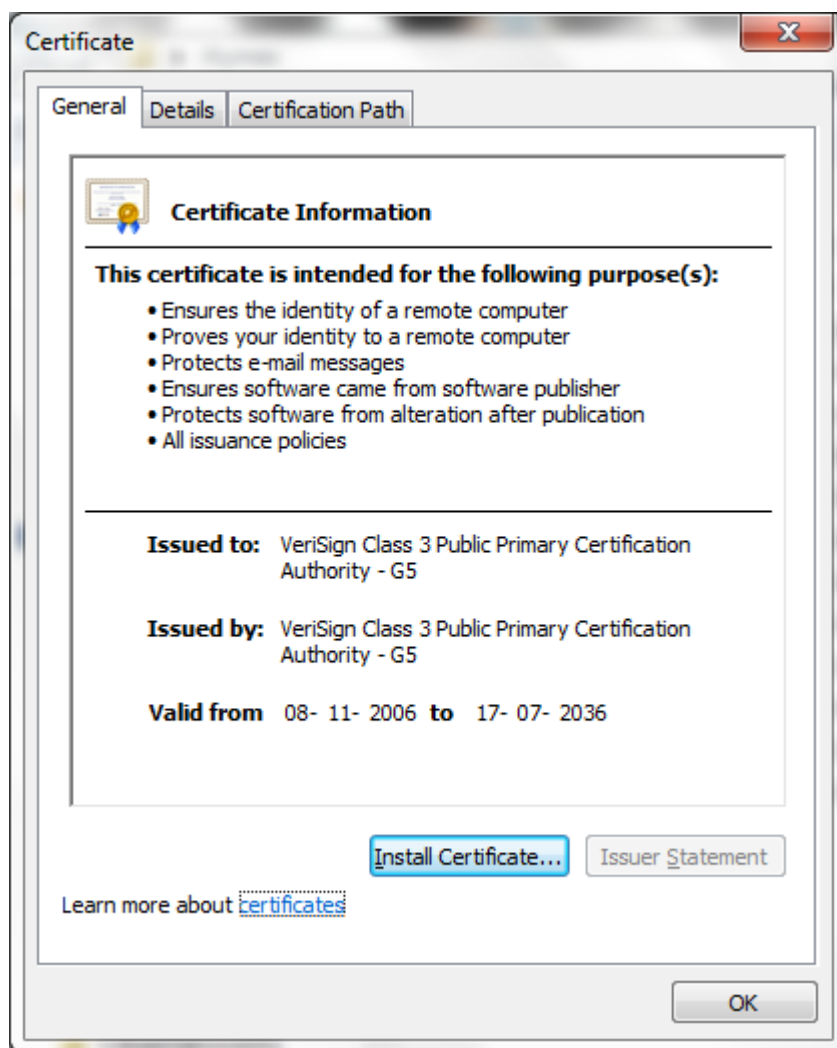 Certificate
General Details Certification Path
Certificate Information
This certificate is intended for the following purpose(s):
• Ensures the identity of a remote computer
• Proves your identity to a remote computer
• Protects e-mail messages
• Ensures software came from software publisher
• Protects software from alteration after publication
• All issuance policies
Issued to: VeriSign Class 3 Public Primary Certification
Authority - G5
Issued by: VeriSign Class 3 Public Primary Certification
Authority - G5
Valid from 08- 11- 2006 to 17- 07- 2036
Install Certificate... Issuer Statement
Learn more about certificates
OK